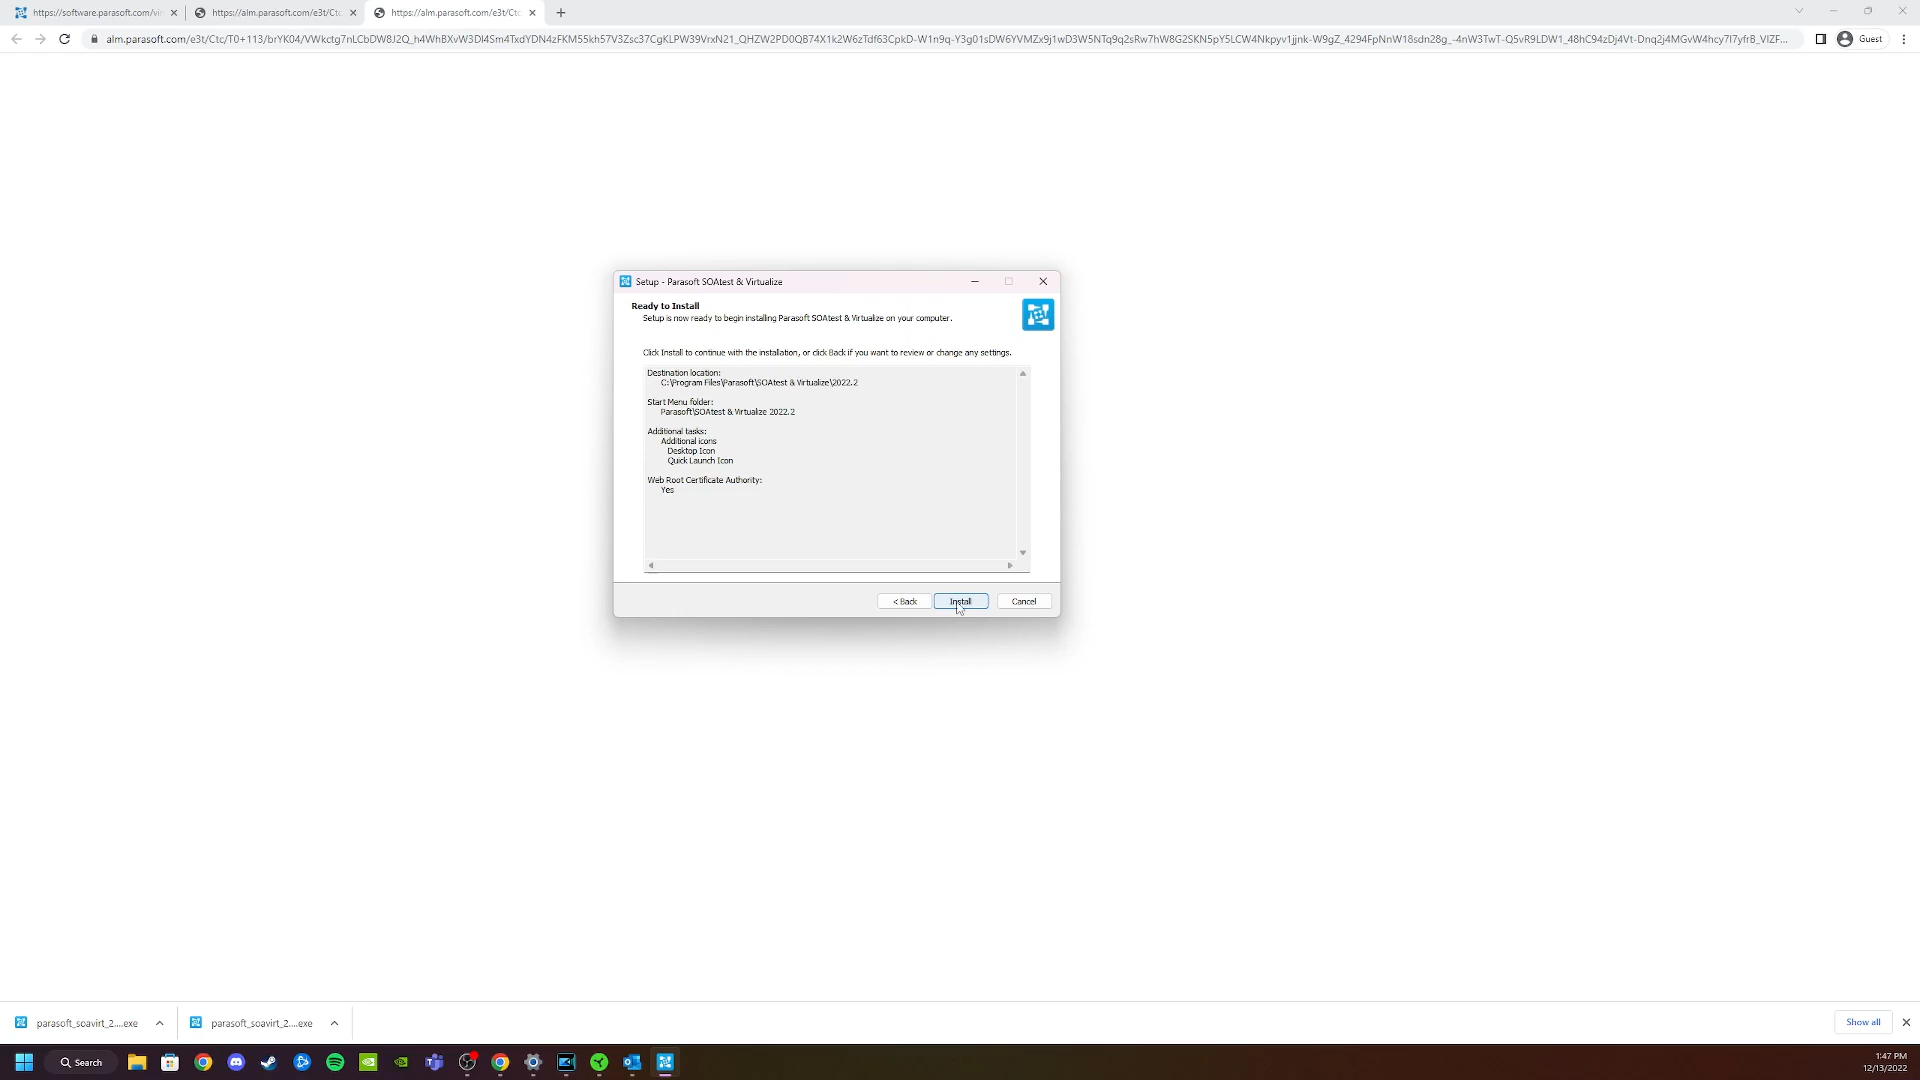 https://software.parasoft.com/vir
https://alm.parasoft.com/e3t/Ctc
https://alm.parasoft.com/e3t/Ctc
Guest
Setup - Parasoft SOAtest & Virtualize
Ready to Install
Setup is now ready to begin installing Parasoft SOAtest & Virtualize on your computer.
Click Install to continue with the installation, or click Back if you want to review or change any settings.
Destination location:
C:\Program Files\Parasoft\SOAtest & Virtualize\2022.2
Start Menu folder:
Parasoft\SOAtest & Virtualize 2022.2
Additional tasks:
Additional icons
Desktop Icon
Quick Launch Icon
Web Root Certificate Authority:
Yes
< Back
Install
Cancel
parasoft_soavirt_2....exe
parasoft_soavirt_2....exe
Show all
Search
1:47 PM
12/13/2022